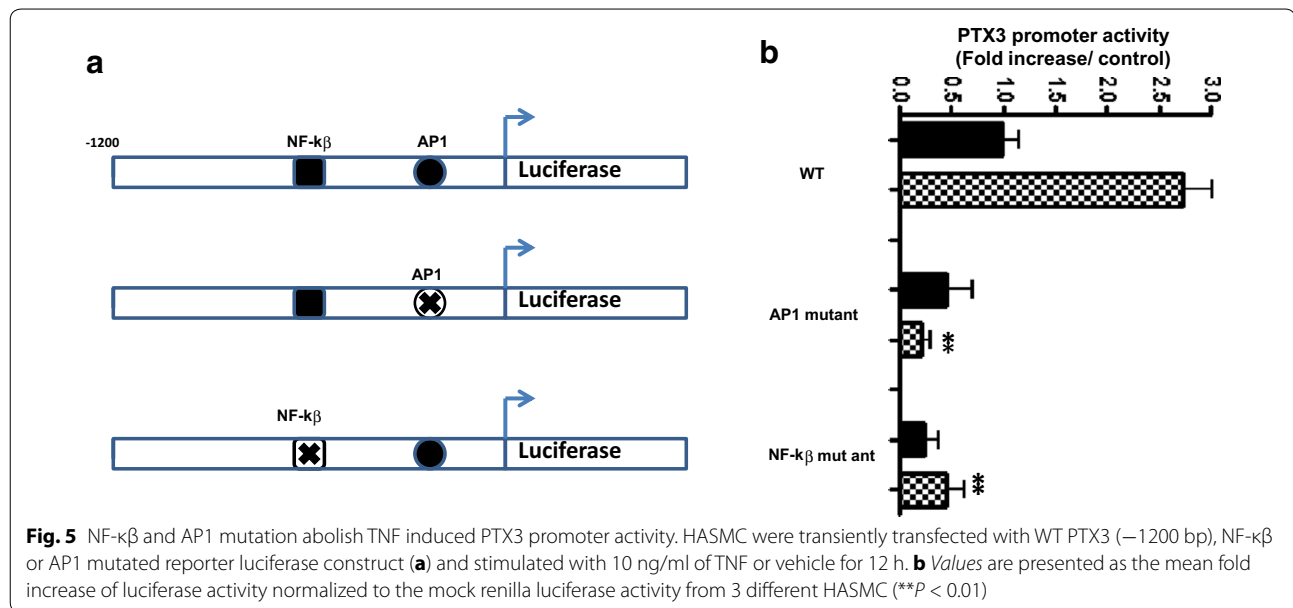 a
-1200
NF-kβ
AP1
Luciferase
AP1
Luciferase
NF-kβ
Luciferase
b
PTX3 promoter activity
(Fold increase/ control)
0.0 0.5 1.0 1.5 2.0 2.5 3.0
WT
AP1 mutant
**
NF-kβ mut ant
**
Fig. 5 NF-κβ and AP1 mutation abolish TNF induced PTX3 promoter activity. HASMC were transiently transfected with WT PTX3 (−1200 bp), NF-κβ
or AP1 mutated reporter luciferase construct (a) and stimulated with 10 ng/ml of TNF or vehicle for 12 h. b Values are presented as the mean fold
increase of luciferase activity normalized to the mock renilla luciferase activity from 3 different HASMC (**P < 0.01)